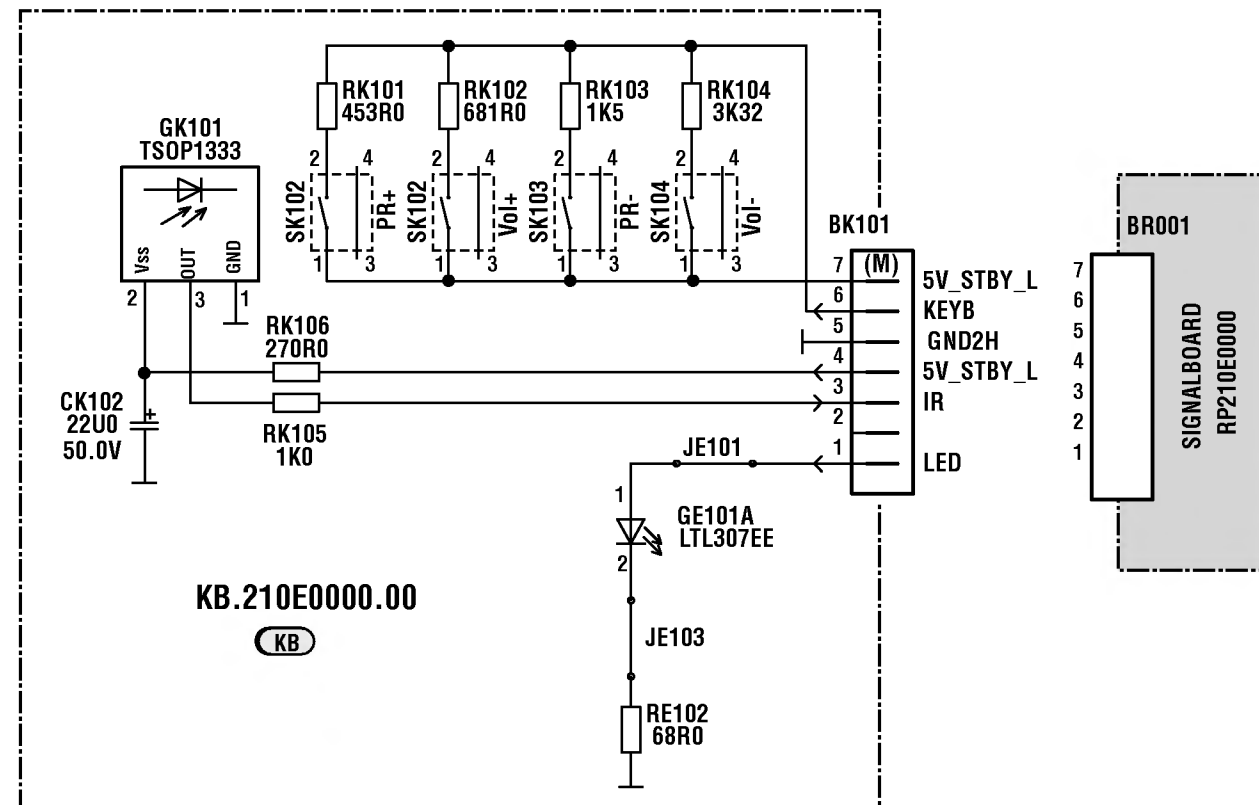 RK101
453R0
RK102
681R0
RK103
1K5
RK104
3K32
GK101
TSOP1333
Vss
OUT
GND
2
3
1
2 4
SK102
PR+
1 3
2 4
SK102
Vol+
1 3
2 4
SK103
PR-
1 3
2 4
SK104
Vol-
1 3
BK101
(M)
7 5V_STBY_L
6 KEYB
5 GND2H
4 5V_STBY_L
3 IR
2
1 LED
BR001
7
6
5
4
3
2
1
SIGNALBOARD
RP210E0000
RK106
270R0
CK102
22U0
50.0V
+
RK105
1K0
JE101
1
GE101A
LTL307EE
2
KB.210E0000.00
KB
JE103
RE102
68R0